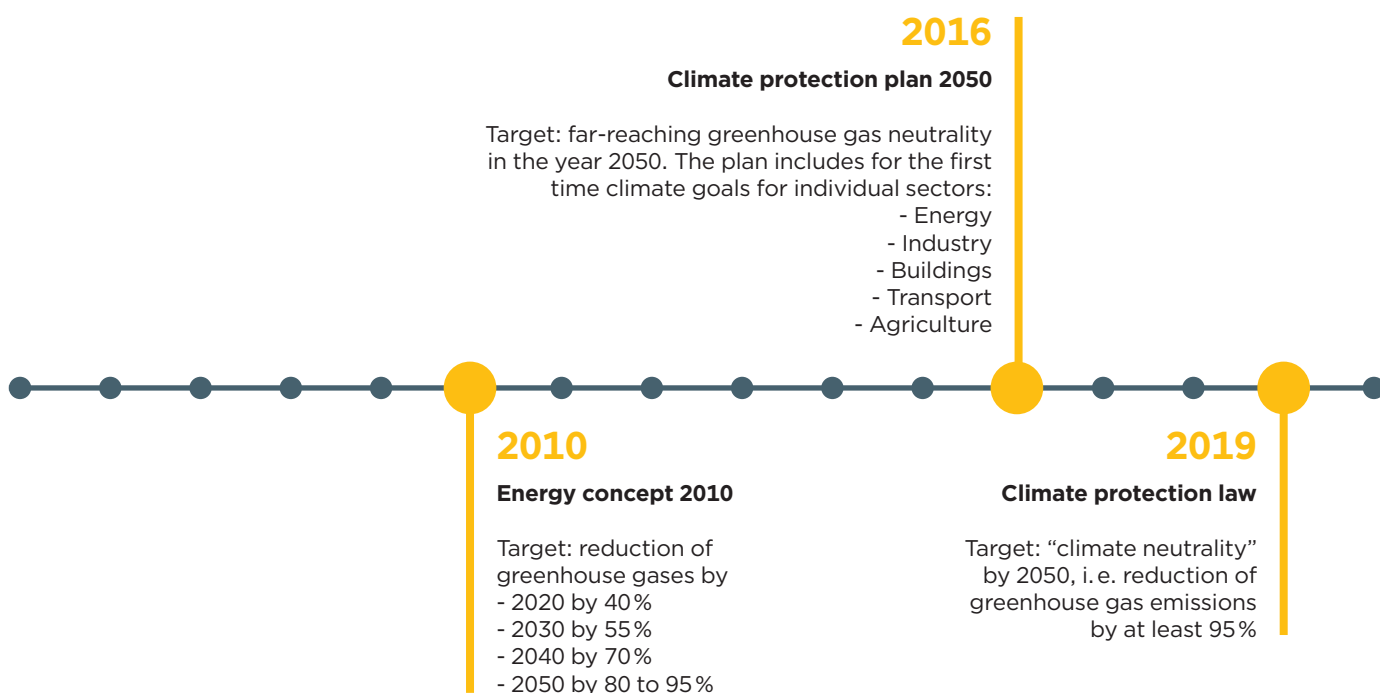 2016
Climate protection plan 2050
Target: far-reaching greenhouse gas neutrality
in the year 2050. The plan includes for the first
time climate goals for individual sectors:
- Energy
- Industry
- Buildings
- Transport
- Agriculture
2010
Energy concept 2010
Target: reduction of
greenhouse gases by
- 2020 by 40 %
- 2030 by 55 %
- 2040 by 70 %
- 2050 by 80 to 95 %
2019
Climate protection law
Target: “climate neutrality”
by 2050, i. e. reduction of
greenhouse gas emissions
by at least 95 %